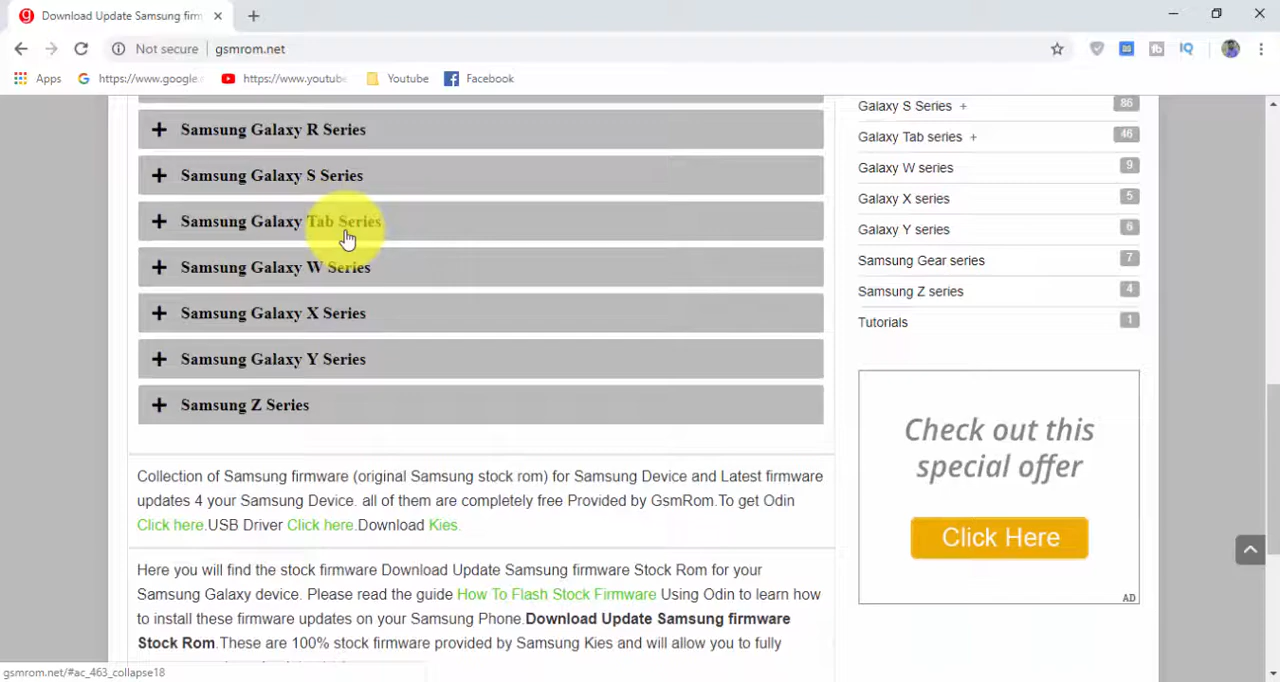 Download Update Samsung firm
Not secure
gsmrom.net
Apps
https://www.google.
https://www.youtube
Youtube
Facebook
Samsung Galaxy R Series
Samsung Galaxy S Series
Samsung Galaxy Tab Series
Samsung Galaxy W Series
Samsung Galaxy X Series
Samsung Galaxy Y Series
Samsung Z Series
Collection of Samsung firmware (original Samsung stock rom) for Samsung Device and Latest firmware
updates 4 your Samsung Device. all of them are completely free Provided by GsmRom.To get Odin
Click here.USB Driver Click here.Download Kies.
Here you will find the stock firmware Download Update Samsung firmware Stock Rom for your
Samsung Galaxy device. Please read the guide How To Flash Stock Firmware Using Odin to learn how
to install these firmware updates on your Samsung Phone.Download Update Samsung firmware
Stock Rom.These are 100% stock firmware provided by Samsung Kies and will allow you to fully
Galaxy S Series + 86
Galaxy Tab series + 46
Galaxy W series 9
Galaxy X series 5
Galaxy Y series 6
Samsung Gear series 7
Samsung Z series 4
Tutorials 1
Check out this
special offer
Click Here
AD
gsmrom.net/#ac_463_collapse18